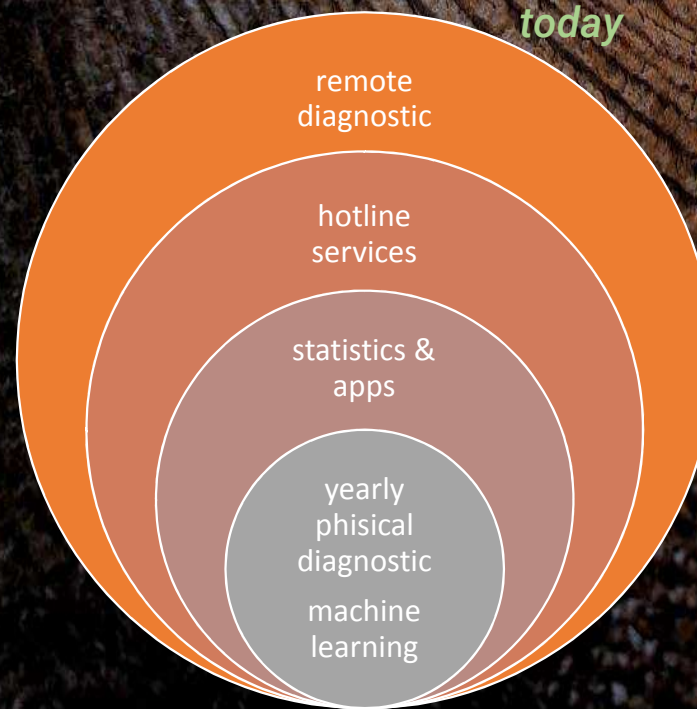 today
remote
diagnostic
hotline
services
statistics &
apps
yearly
phisical
diagnostic
machine
learning